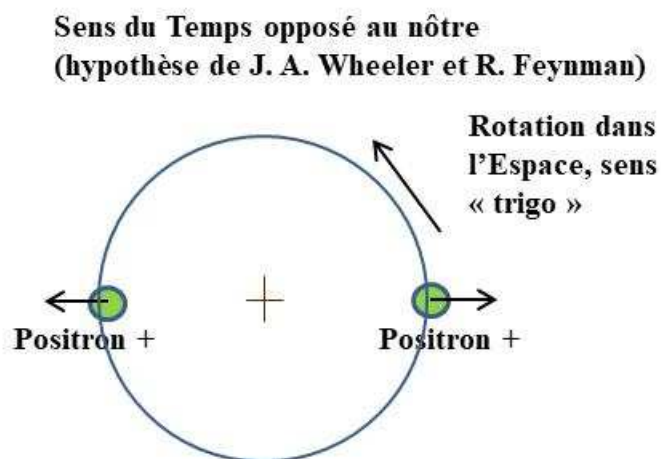 Sens du Temps opposé au nôtre
(hypothèse de J. A. Wheeler et R. Feynman)
Rotation dans
l'Espace, sens
« trigo »
Positron +
Positron +